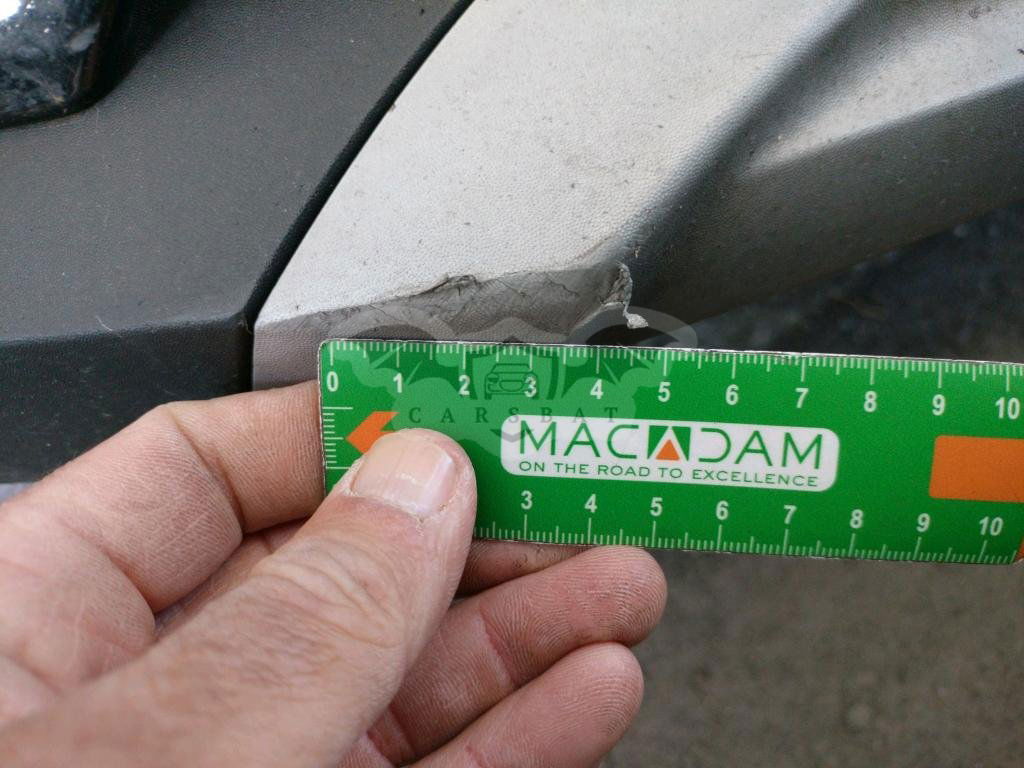 0 1 2 3 4 5 6 7 8 9 10
CARSBAT
MACADAM
ON THE ROAD TO EXCELLENCE
3 4 5 6 7 8 9 10